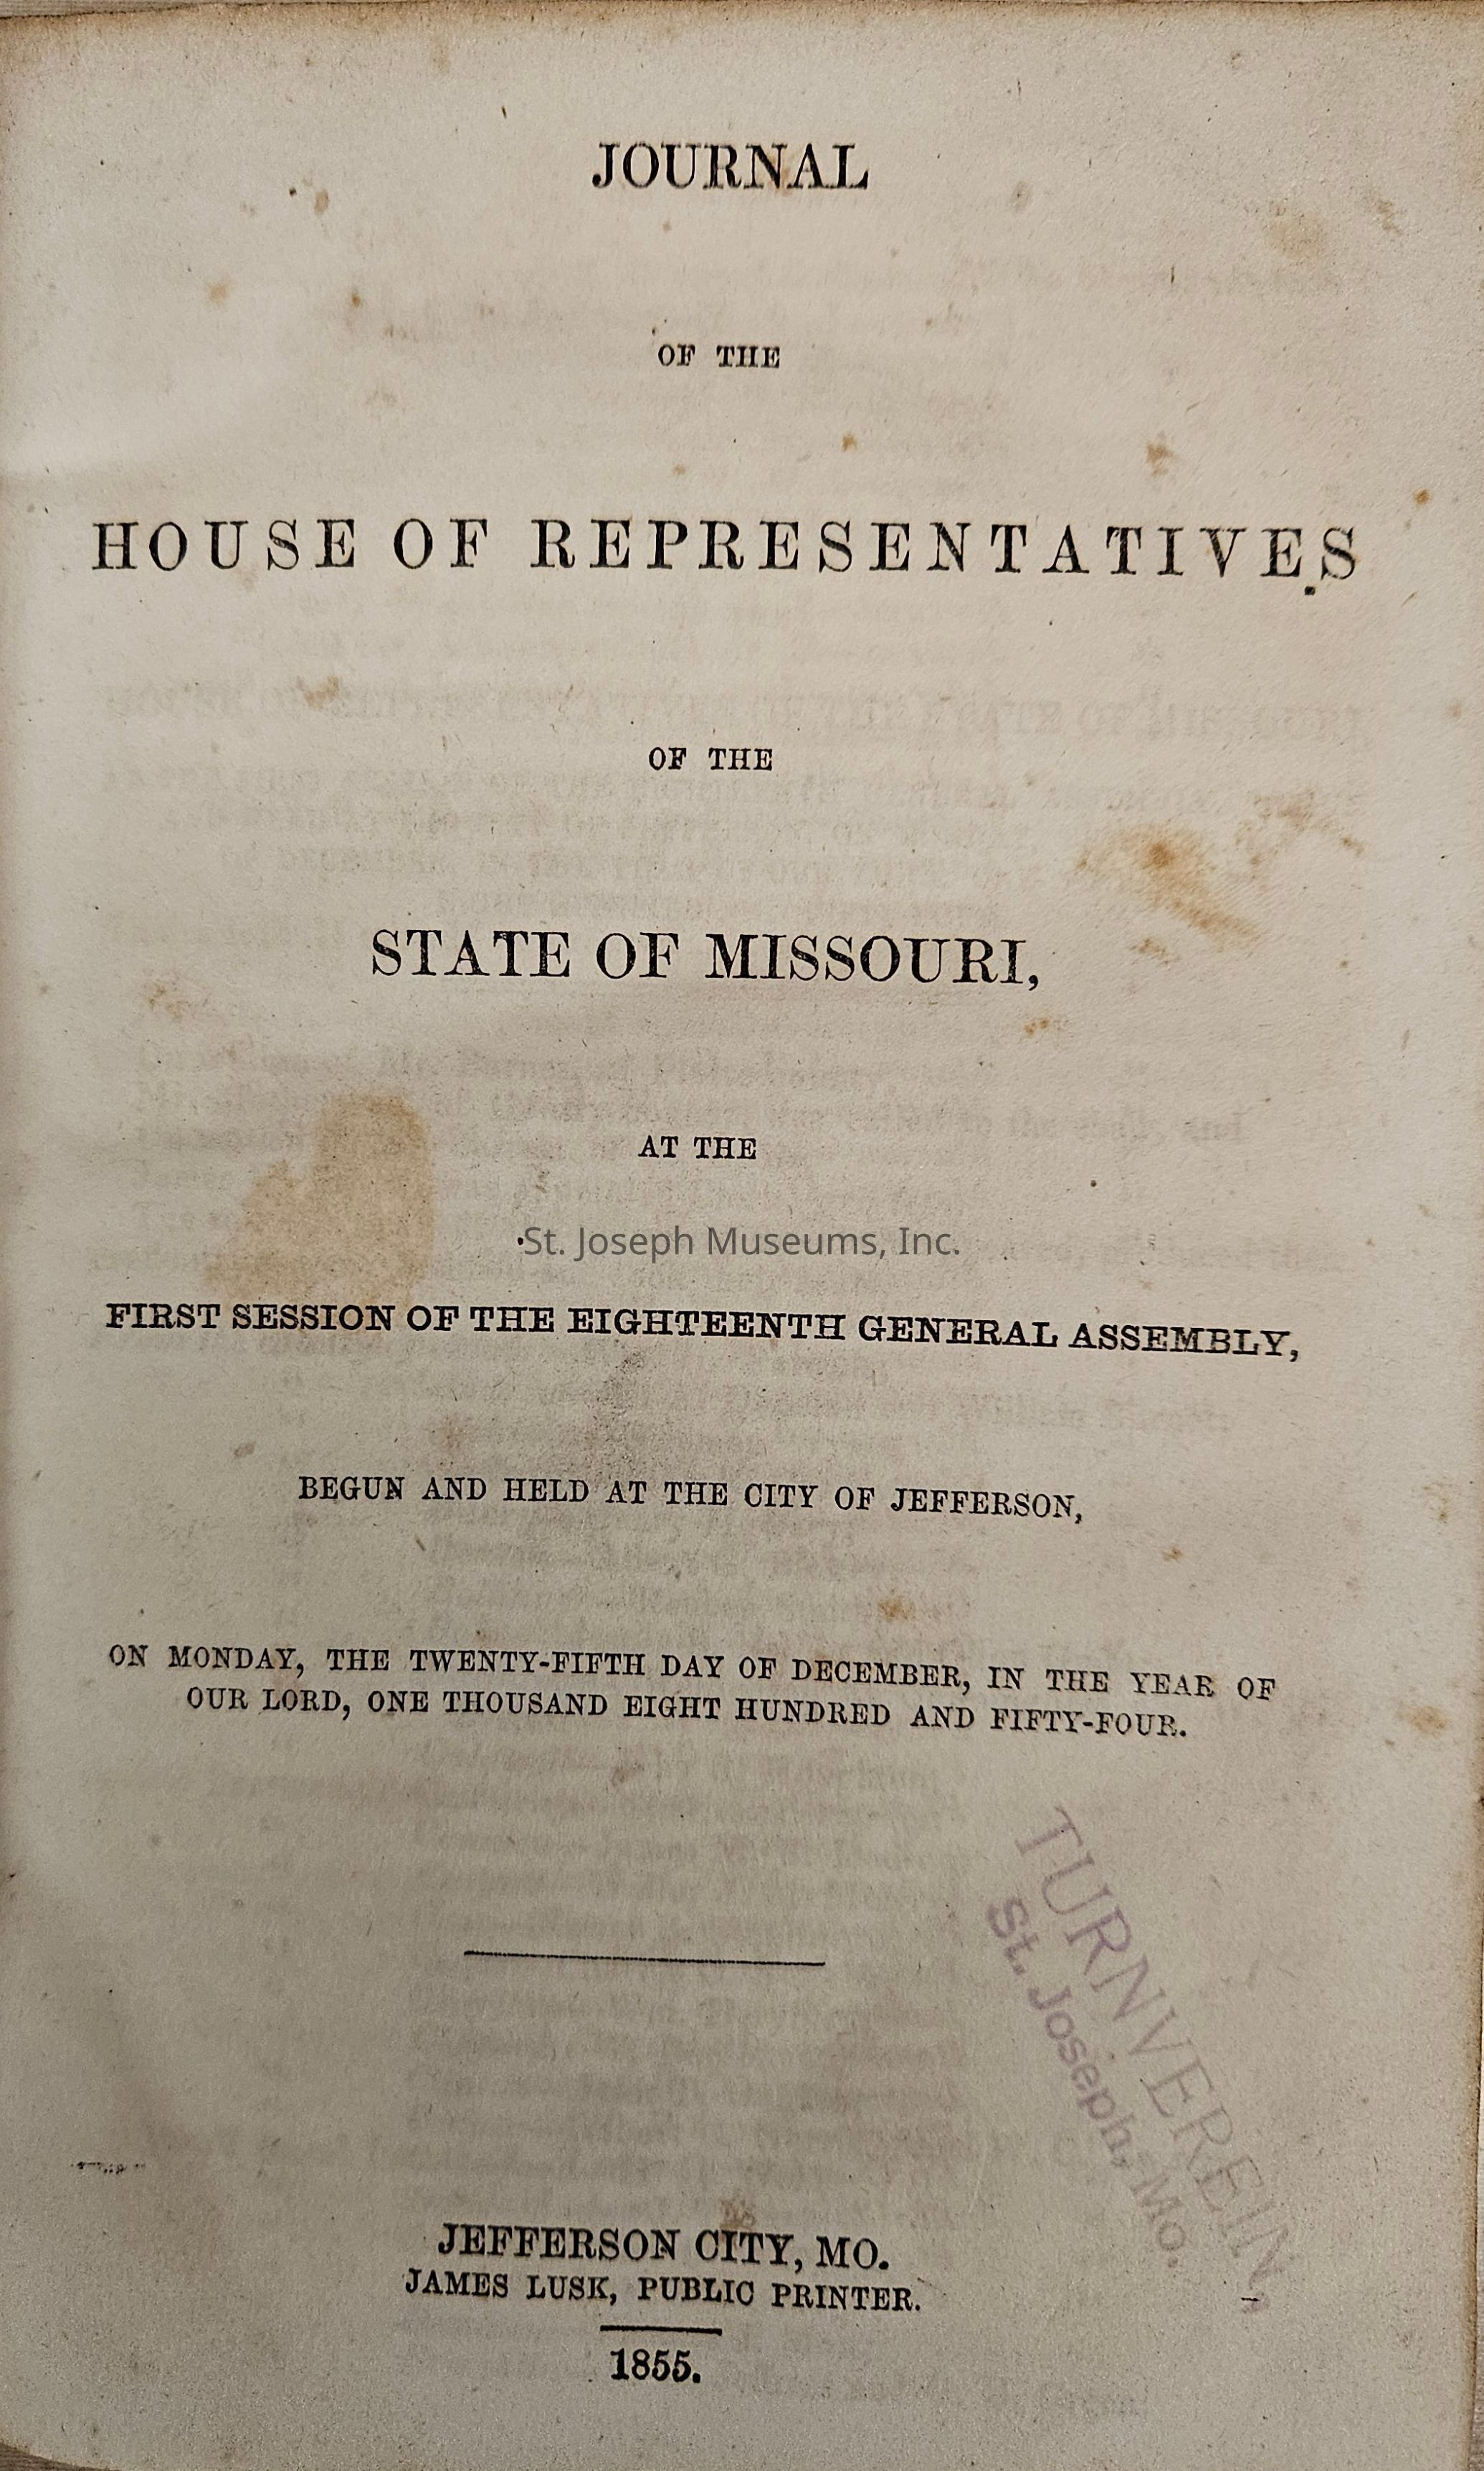 JOURNAL
OF THE
HOUSE OF REPRESENTATIVES
OF THE
STATE OF MISSOURI,
AT THE
St. Joseph Museums, Inc.
FIRST SESSION OF THE EIGHTEENTH GENERAL ASSEMBLY,
BEGUN AND HELD AT THE CITY OF JEFFERSON,
ON MONDAY, THE TWENTY-FIFTH DAY OF DECEMBER, IN THE YEAR OF
OUR LORD, ONE THOUSAND EIGHT HUNDRED AND FIFTY-FOUR.
TURNVEREIN,
St. Joseph, Mo.
JEFFERSON CITY, MO.
JAMES LUSK, PUBLIC PRINTER.
1855.